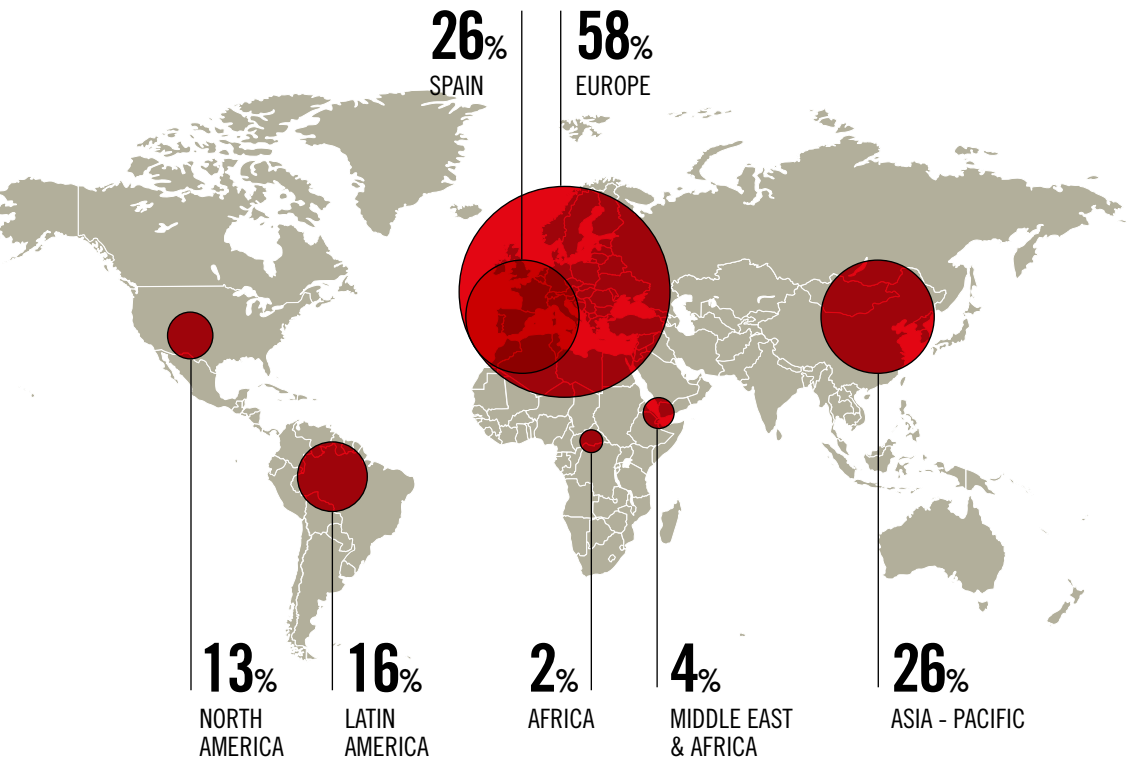 26%
SPAIN
58%
EUROPE
13%
NORTH
AMERICA
16%
LATIN
AMERICA
2%
AFRICA
4%
MIDDLE EAST
& AFRICA
26%
ASIA - PACIFIC